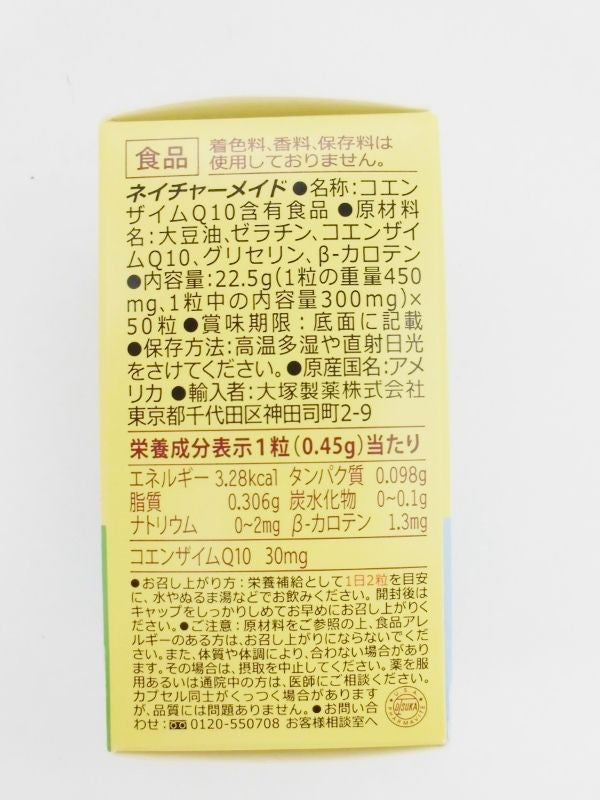 食品
着色料、香料、保存料は
使用しておりません。
ネイチャーメイド ●名称:コエン
ザイムQ10含有食品 ●原材料
名:大豆油、ゼラチン、コエンザイ
ムQ10、グリセリン、β-カロテン
●内容量:22.5g(1粒の重量450
mg、1粒中の内容量300mg)×
50粒 ●賞味期限:底面に記載
●保存方法:高温多湿や直射日光
をさけてください。●原産国名:アメ
リカ ●輸入者:大塚製薬株式会社
東京都千代田区神田司町2-9
栄養成分表示1粒(0.45g)当たり
エネルギー 3.28kcal タンパク質 0.098g
脂質 0.306g 炭水化物 0~0.1g
ナトリウム 0~2mg β-カロテン 1.3mg
コエンザイムQ10 30mg
●お召し上がり方:栄養補給として1日2粒を目安
に、水やぬるま湯などでお飲みください。開封後は
キャップをしっかりしめてお早めにお召し上がりく
ださい。●ご注意:原材料をご参照の上、食品アレ
ルギーのある方は、お召し上がりにならないでくだ
さい。また、体質や体調により、合わない場合があり
ます。その場合は、摂取を中止してください。薬を服
用あるいは通院中の方は、医師にご相談ください。
カプセル同士がくっつく場合があります
が、品質には問題ありません。●お問い合
わせ: 0120-550708 お客様相談室へ
U.S.A.
OTSUKA
PHARMAVITE